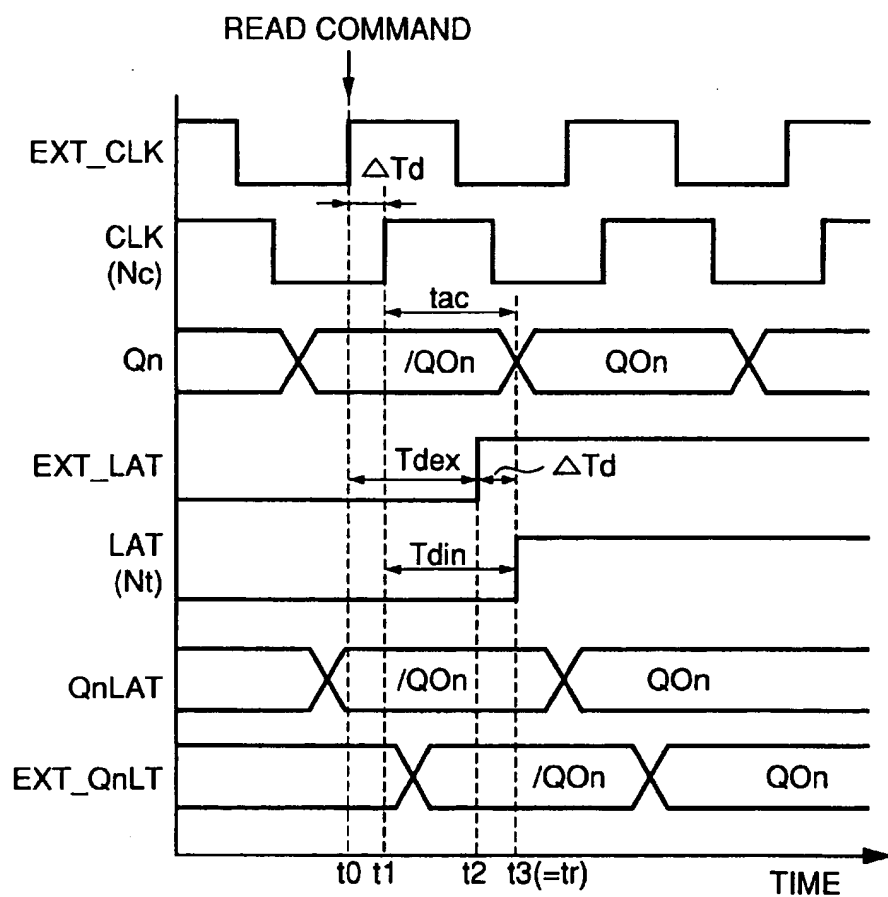 READ COMMAND
EXT_CLK
△Td
CLK
(Nc)
tac
Qn
/QOn
QOn
EXT_LAT
Tdex
△Td
LAT
(Nt)
Tdin
QnLAT
/QOn
QOn
EXT_QnLT
/QOn
QOn
t0 t1 t2 t3(=tr)
TIME